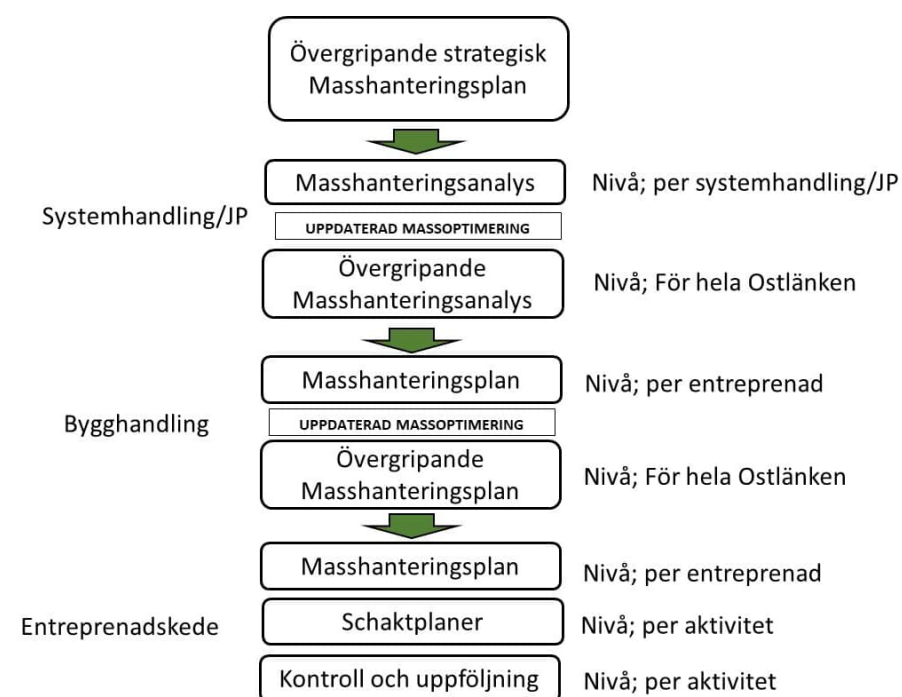 Övergripande strategisk
Masshanteringsplan
Masshanteringsanalys
Nivå; per systemhandling/JP
Systemhandling/JP
UPPDATERAD MASSOPTIMERING
Övergripande
Masshanteringsanalys
Nivå; För hela Ostlänken
Masshanteringsplan
Nivå; per entreprenad
Bygghandling
UPPDATERAD MASSOPTIMERING
Övergripande
Masshanteringsplan
Nivå; För hela Ostlänken
Masshanteringsplan
Nivå; per entreprenad
Entreprenadskede
Schaktplaner
Nivå; per aktivitet
Kontroll och uppföljning
Nivå; per aktivitet